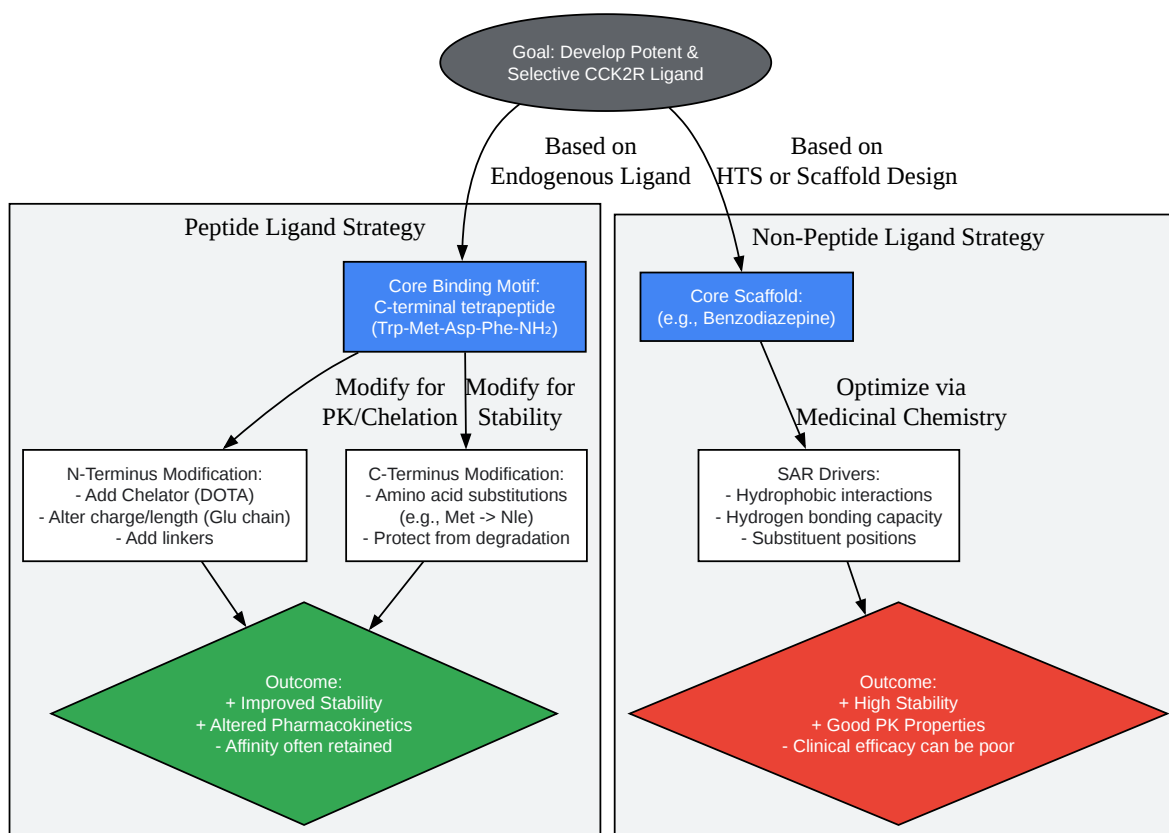 Goal: Develop Potent &
Selective CCK2R Ligand
Based on
Endogenous Ligand
Based on
HTS or Scaffold Design
Peptide Ligand Strategy
Core Binding Motif:
C-terminal tetrapeptide
(Trp-Met-Asp-Phe-NH₂)
Modify for
PK/Chelation
Modify for
Stability
N-Terminus Modification:
- Add Chelator (DOTA)
- Alter charge/length (Glu chain)
- Add linkers
C-Terminus Modification:
- Amino acid substitutions
(e.g., Met -> Nle)
- Protect from degradation
Outcome:
+ Improved Stability
+ Altered Pharmacokinetics
- Affinity often retained
Non-Peptide Ligand Strategy
Core Scaffold:
(e.g., Benzodiazepine)
Optimize via
Medicinal Chemistry
SAR Drivers:
- Hydrophobic interactions
- Hydrogen bonding capacity
- Substituent positions
Outcome:
+ High Stability
+ Good PK Properties
- Clinical efficacy can be poor